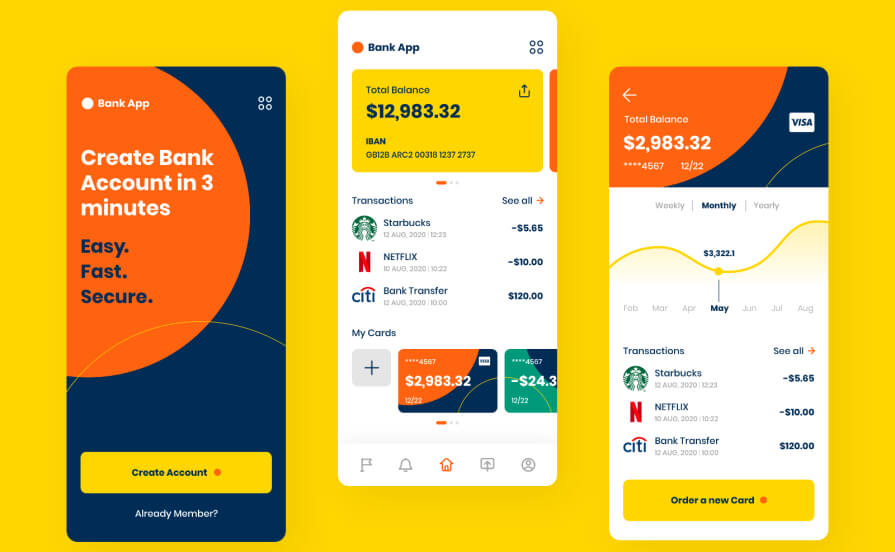 Bank App
Create Bank
Account in 3
minutes
Easy.
Fast.
Secure.
Create Account
Already Member?
Bank App
Total Balance
$12,983.32
IBAN
GB12B ARC2 00318 1237 2737
Transactions See all
Starbucks -$5.65
12 AUG, 2020 | 12:23
N NETFLIX -$10.00
10 AUG, 2020 | 10:22
citi Bank Transfer $120.00
12 AUG, 2020 | 10:00
My Cards
****4567 VISA ****4567
$2,983.32 -$24.3
12/22 12/22
Total Balance VISA
$2,983.32
****4567 12/22
Weekly | Monthly | Yearly
$3,322.1
Feb Mar Apr May Jun Jul Aug
Transactions See all
Starbucks -$5.65
12 AUG, 2020 | 12:23
N NETFLIX -$10.00
10 AUG, 2020 | 10:22
citi Bank Transfer $120.00
12 AUG, 2020 | 10:00
Order a new Card